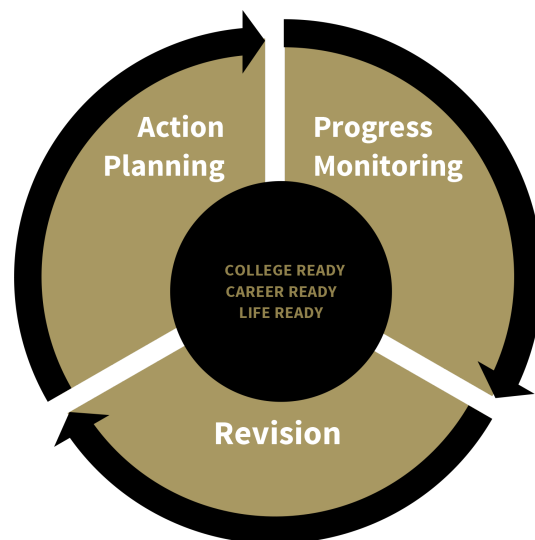 Action
Planning
Progress
Monitoring
COLLEGE READY
CAREER READY
LIFE READY
Revision